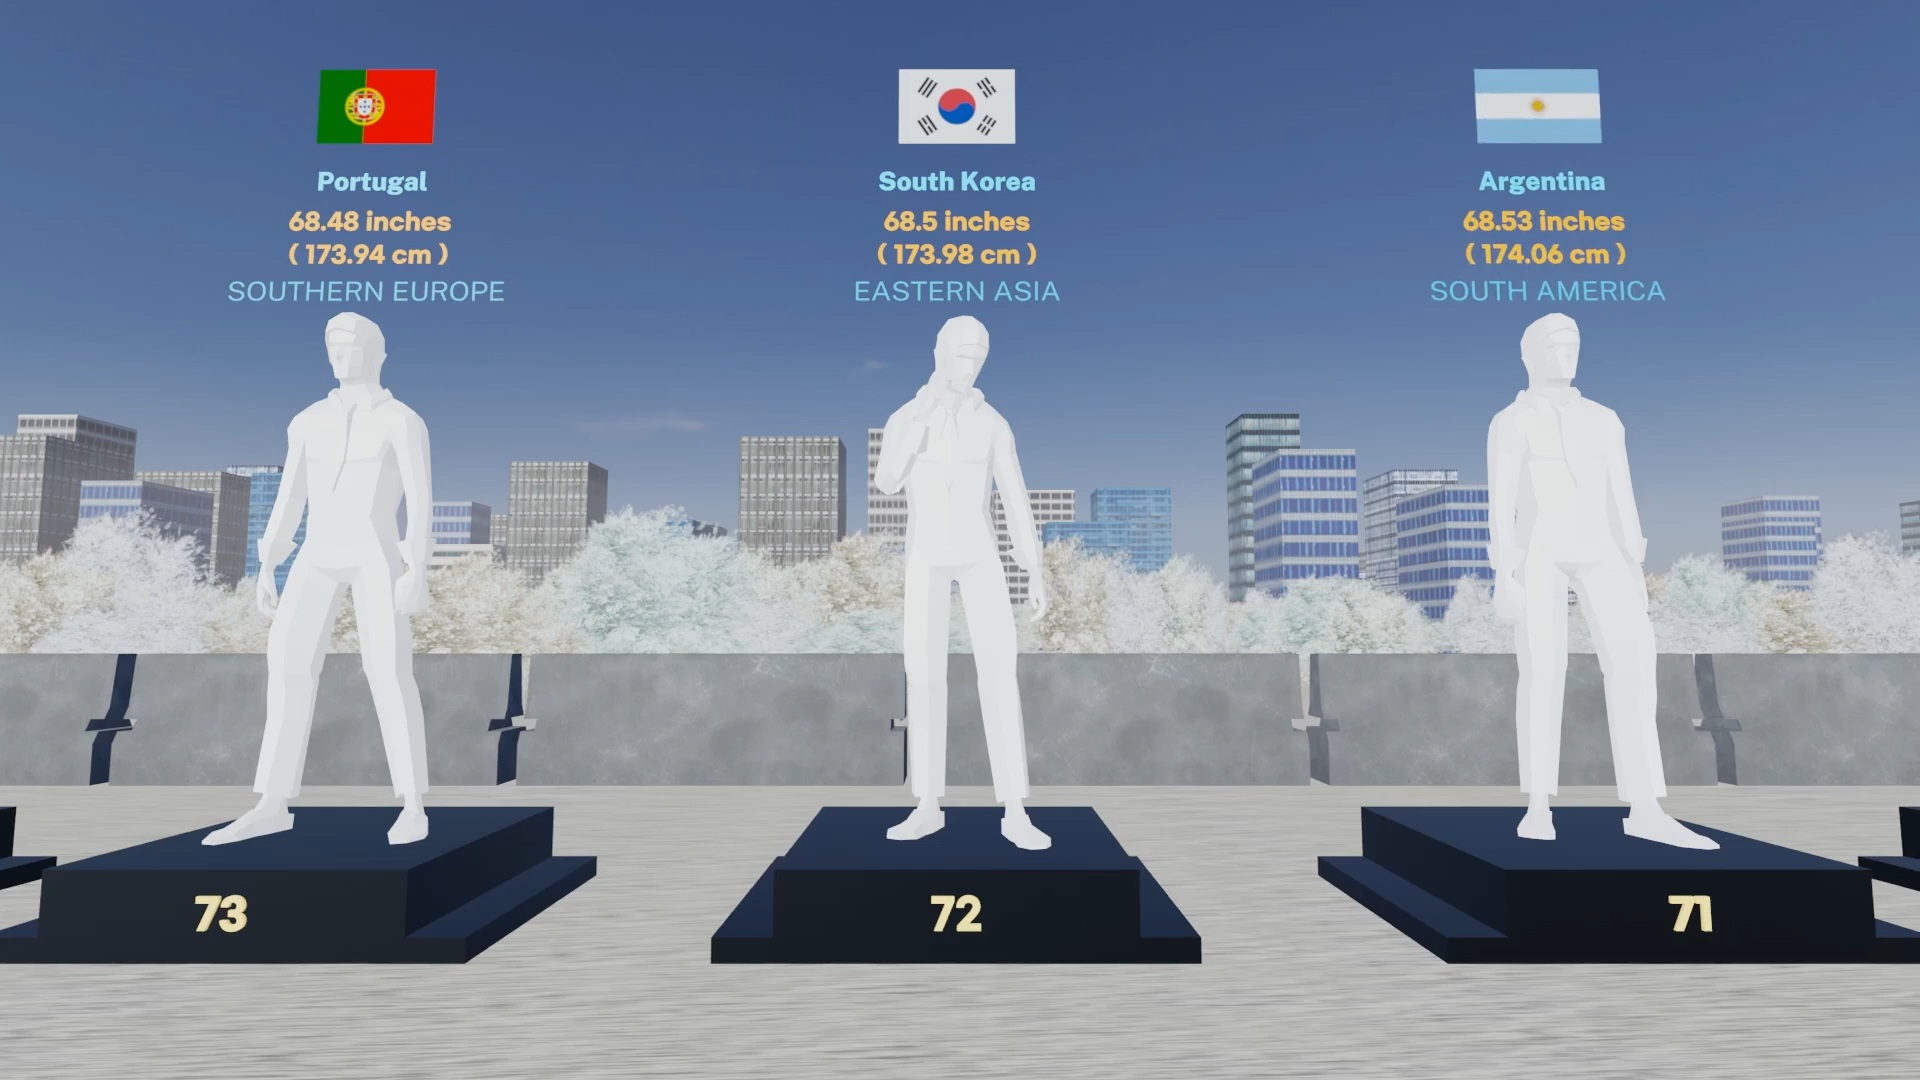 Portugal
68.48 inches
( 173.94 cm )
SOUTHERN EUROPE
73
South Korea
68.5 inches
( 173.98 cm )
EASTERN ASIA
72
Argentina
68.53 inches
( 174.06 cm )
SOUTH AMERICA
71